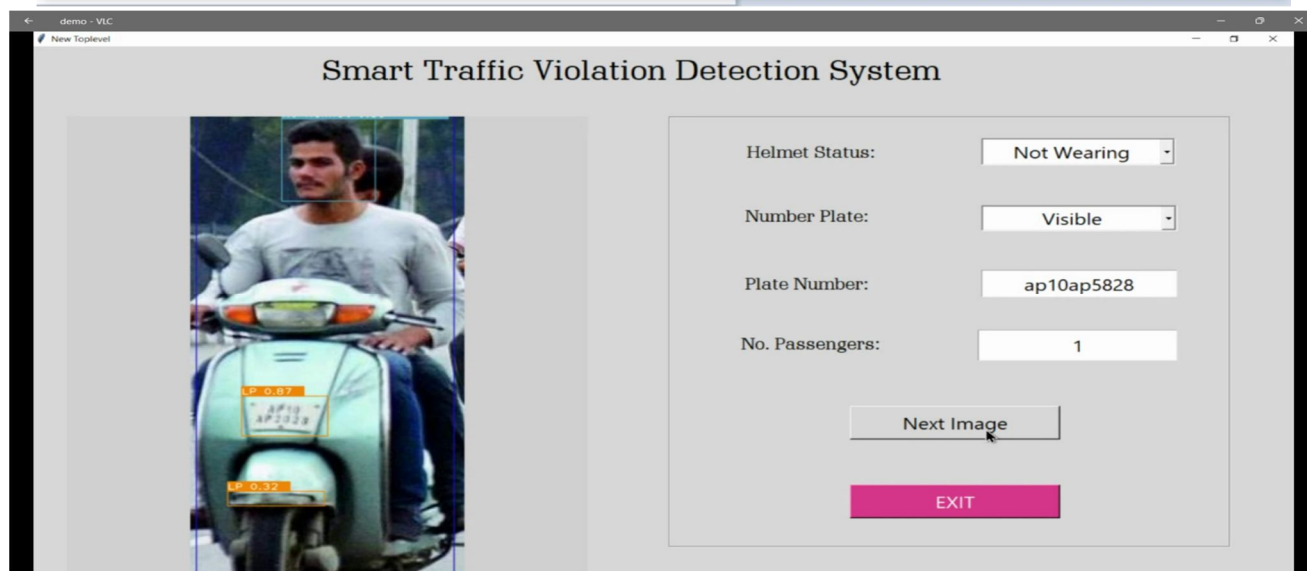 demo - VLC
New Toplevel
Smart Traffic Violation Detection System
Helmet Status:
Not Wearing
Number Plate:
Visible
Plate Number:
ap10ap5828
No. Passengers:
1
Next Image
EXIT
LP 0.87
AP10
LP 0.32